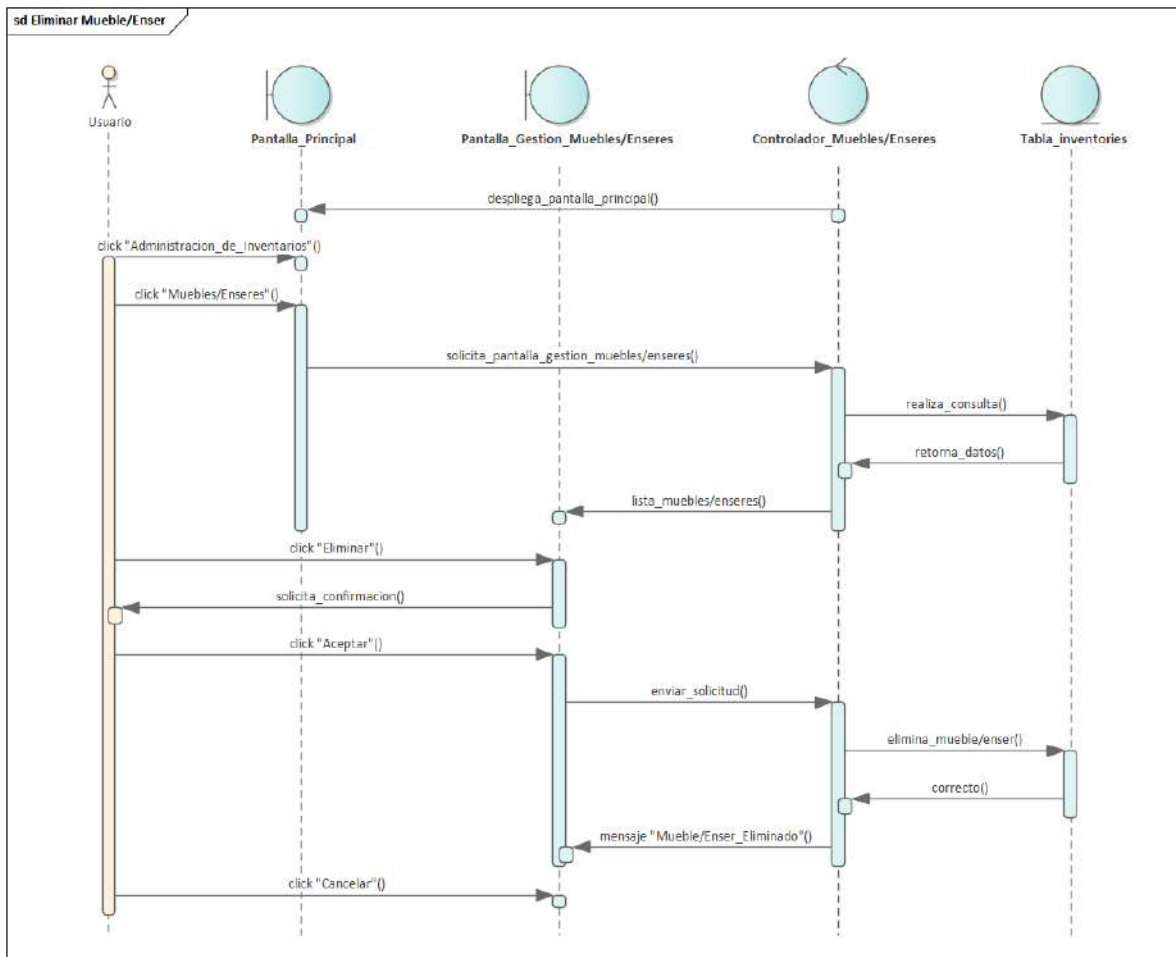 sd Eliminar Mueble/Enser
Usuario
Pantalla_Principal
Pantalla_Gestion_Muebles/Enseres
Controlador_Muebles/Enseres
Tabla_inventories
despliega_pantalla_principal()
click "Administracion_de_Inventarios"()
click "Muebles/Enseres"()
solicita_pantalla_gestion_muebles/enseres()
realiza_consulta()
retorna_datos()
lista_muebles/enseres()
click "Eliminar"()
solicita_confirmacion()
click "Aceptar"()
enviar_solicitud()
elimina_mueble/enser()
correcto()
mensaje "Mueble/Enser_Eliminado"()
click "Cancelar"()